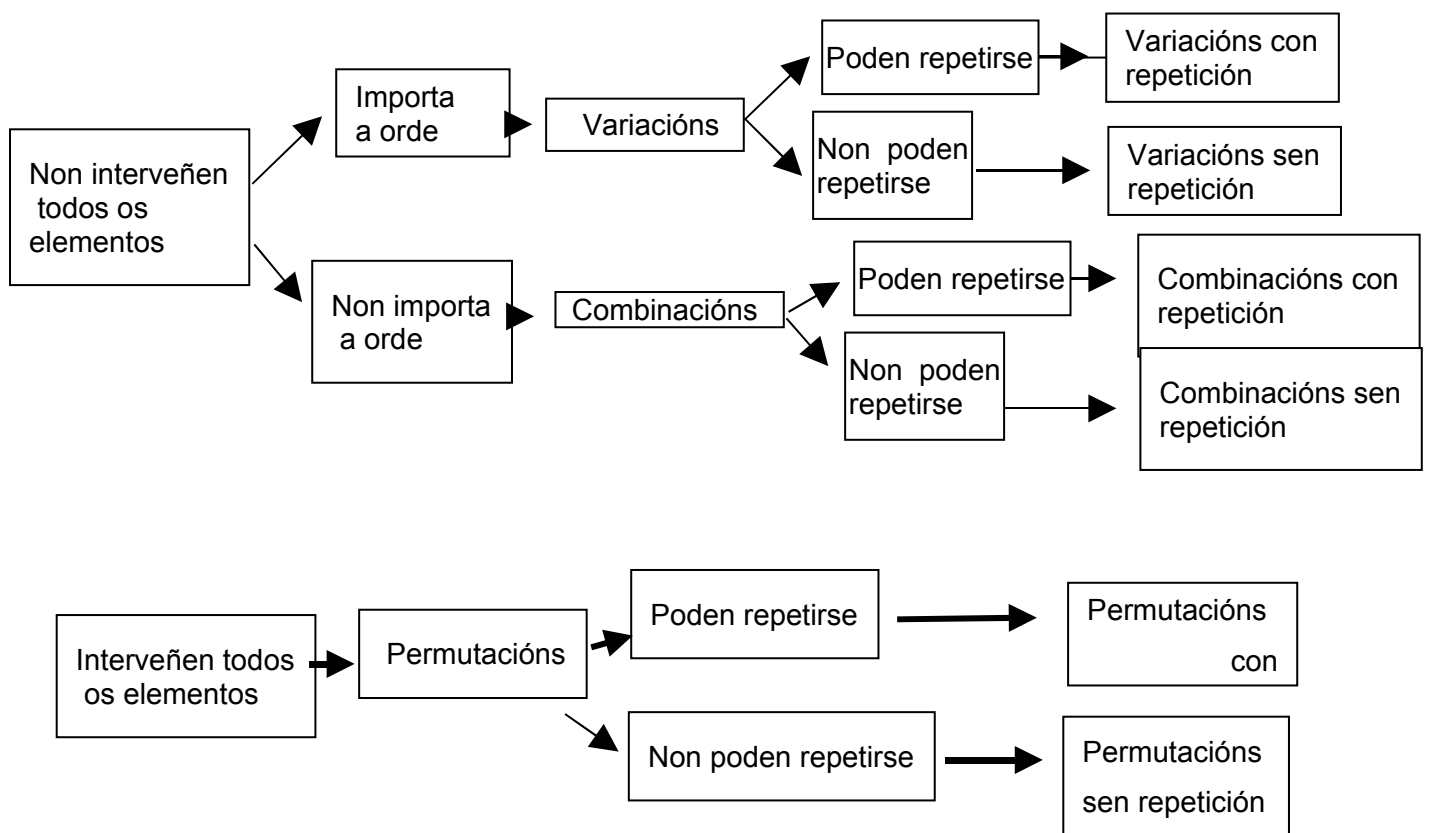 Non interveñen
todos os
elementos
Importa
a orde
Variacións
Poden repetirse
Variacións con
repetición
Non poden
repetirse
Variacións sen
repetición
Non importa
a orde
Combinacións
Poden repetirse
Combinacións con
repetición
Non poden
repetirse
Combinacións sen
repetición
Interveñen todos
os elementos
Permutacións
Poden repetirse
Permutacións
con
Non poden repetirse
Permutacións
sen repetición